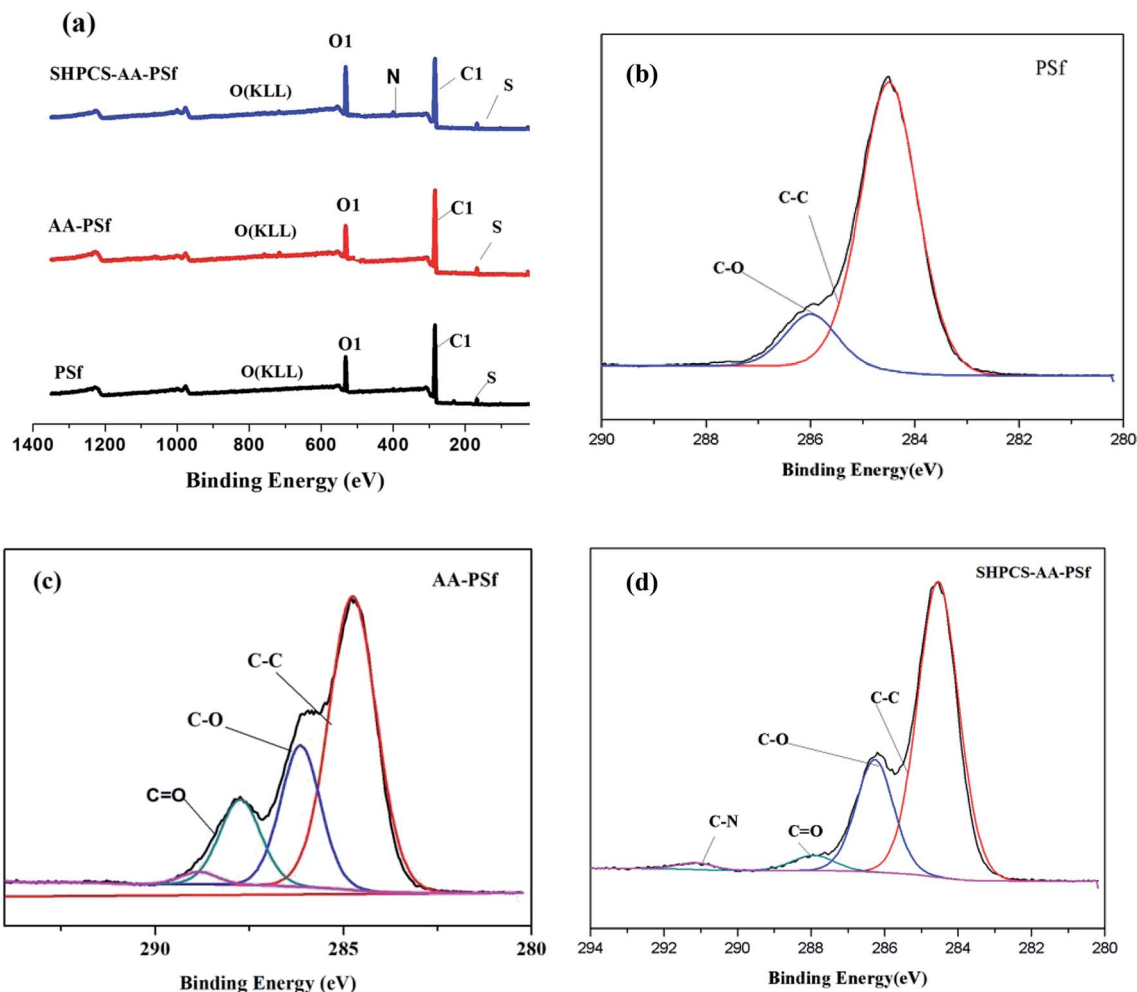 (a)
SHPCS-AA-PSf
O(KLL)
O1
N
C1
S
AA-PSf
O(KLL)
O1
C1
S
PSf
O(KLL)
O1
C1
S
1400 1200 1000 800 600 400 200
Binding Energy (eV)
(b)
PSf
C-C
C-O
290 288 286 284 282 280
Binding Energy(eV)
(c)
AA-PSf
C-C
C-O
C=O
290 285 280
Binding Energy (eV)
(d)
SHPCS-AA-PSf
C-C
C-O
C-N
C=O
294 292 290 288 286 284 282 280
Binding Energy(eV)